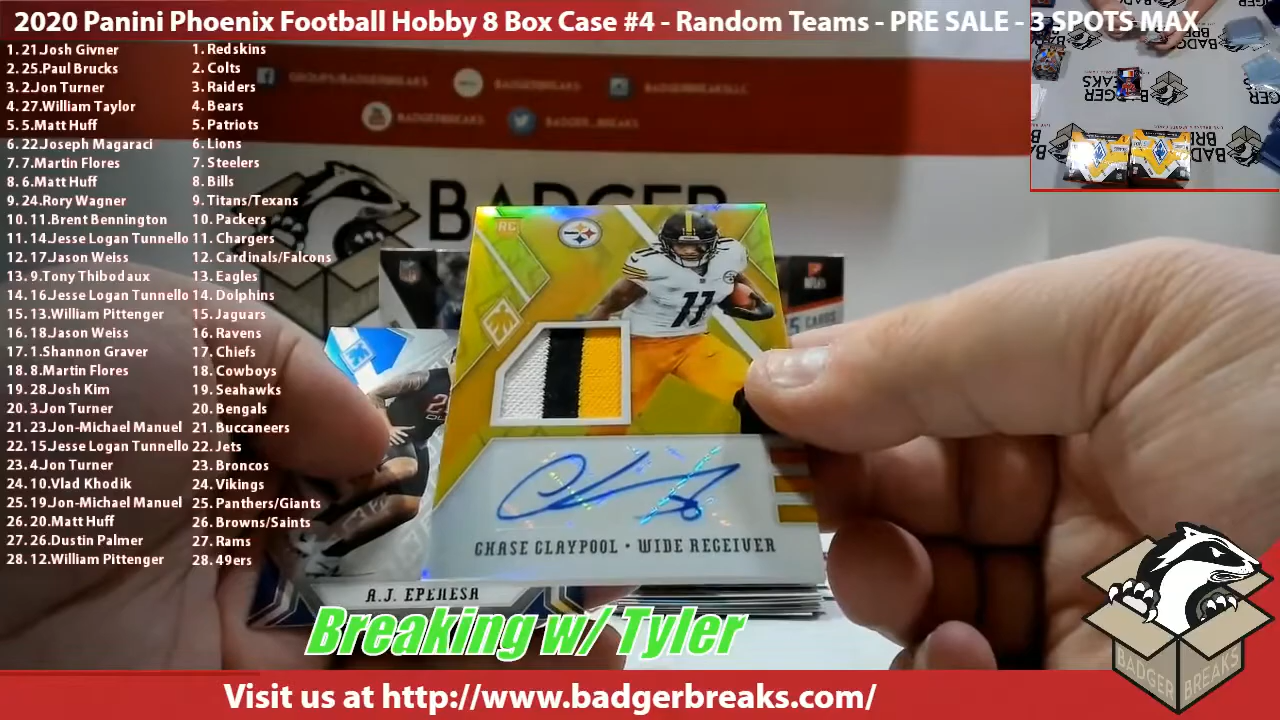 2020 Panini Phoenix Football Hobby 8 Box Case #4 - Random Teams - PRE SALE - 3 SPOTS MAX
1. 21.Josh Givner 1. Redskins
2. 25.Paul Brucks 2. Colts
3. 2.Jon Turner 3. Raiders
4. 27.William Taylor 4. Bears
5. 5.Matt Huff 5. Patriots
6. 22.Joseph Magaraci 6. Lions
7. 7.Martin Flores 7. Steelers
8. 6.Matt Huff 8. Bills
9. 24.Rory Wagner 9. Titans/Texans
10. 11.Brent Bennington 10. Packers
11. 14.Jesse Logan Tunnello 11. Chargers
12. 17.Jason Weiss 12. Cardinals/Falcons
13. 9.Tony Thibodaux 13. Eagles
14. 16.Jesse Logan Tunnello 14. Dolphins
15. 13.William Pittenger 15. Jaguars
16. 18.Jason Weiss 16. Ravens
17. 1.Shannon Graver 17. Chiefs
18. 8.Martin Flores 18. Cowboys
19. 28.Josh Kim 19. Seahawks
20. 3.Jon Turner 20. Bengals
21. 23.Jon-Michael Manuel 21. Buccaneers
22. 15.Jesse Logan Tunnello 22. Jets
23. 4.Jon Turner 23. Broncos
24. 10.Vlad Khodik 24. Vikings
25. 19.Jon-Michael Manuel 25. Panthers/Giants
26. 20.Matt Huff 26. Browns/Saints
27. 26.Dustin Palmer 27. Rams
28. 12.William Pittenger 28. 49ers
GROUPS/BADGERBREAKS BADGERBREAKS BADGERBREAKSLLC
BADGERBREAKS BADGER_BREAKS
BADGER
RC
Steelers
11
CARDS
CHASE CLAYPOOL • WIDE RECEIVER
A.J. EPENESA
Breaking w/ Tyler
BADGER BREAKS
Visit us at http://www.badgerbreaks.com/